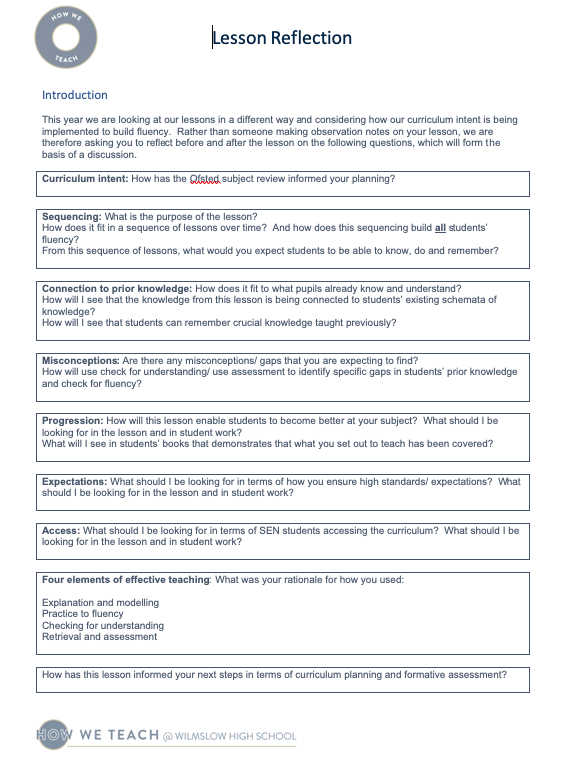 HOW WE
TEACH
Lesson Reflection
Introduction
This year we are looking at our lessons in a different way and considering how our curriculum intent is being
implemented to build fluency.  Rather than someone making observation notes on your lesson, we are
therefore asking you to reflect before and after the lesson on the following questions, which will form the
basis of a discussion.
Curriculum intent: How has the Ofsted subject review informed your planning?
Sequencing: What is the purpose of the lesson?
How does it fit in a sequence of lessons over time?  And how does this sequencing build all students'
fluency?
From this sequence of lessons, what would you expect students to be able to know, do and remember?
Connection to prior knowledge: How does it fit to what pupils already know and understand?
How will I see that the knowledge from this lesson is being connected to students' existing schemata of
knowledge?
How will I see that students can remember crucial knowledge taught previously?
Misconceptions: Are there any misconceptions/ gaps that you are expecting to find?
How will use check for understanding/ use assessment to identify specific gaps in students' prior knowledge
and check for fluency?
Progression: How will this lesson enable students to become better at your subject?  What should I be
looking for in the lesson and in student work?
What will I see in students' books that demonstrates that what you set out to teach has been covered?
Expectations: What should I be looking for in terms of how you ensure high standards/ expectations?  What
should I be looking for in the lesson and in student work?
Access: What should I be looking for in terms of SEN students accessing the curriculum?  What should I be
looking for in the lesson and in student work?
Four elements of effective teaching: What was your rationale for how you used:
Explanation and modelling
Practice to fluency
Checking for understanding
Retrieval and assessment
How has this lesson informed your next steps in terms of curriculum planning and formative assessment?
HOW WE TEACH @ WILMSLOW HIGH SCHOOL